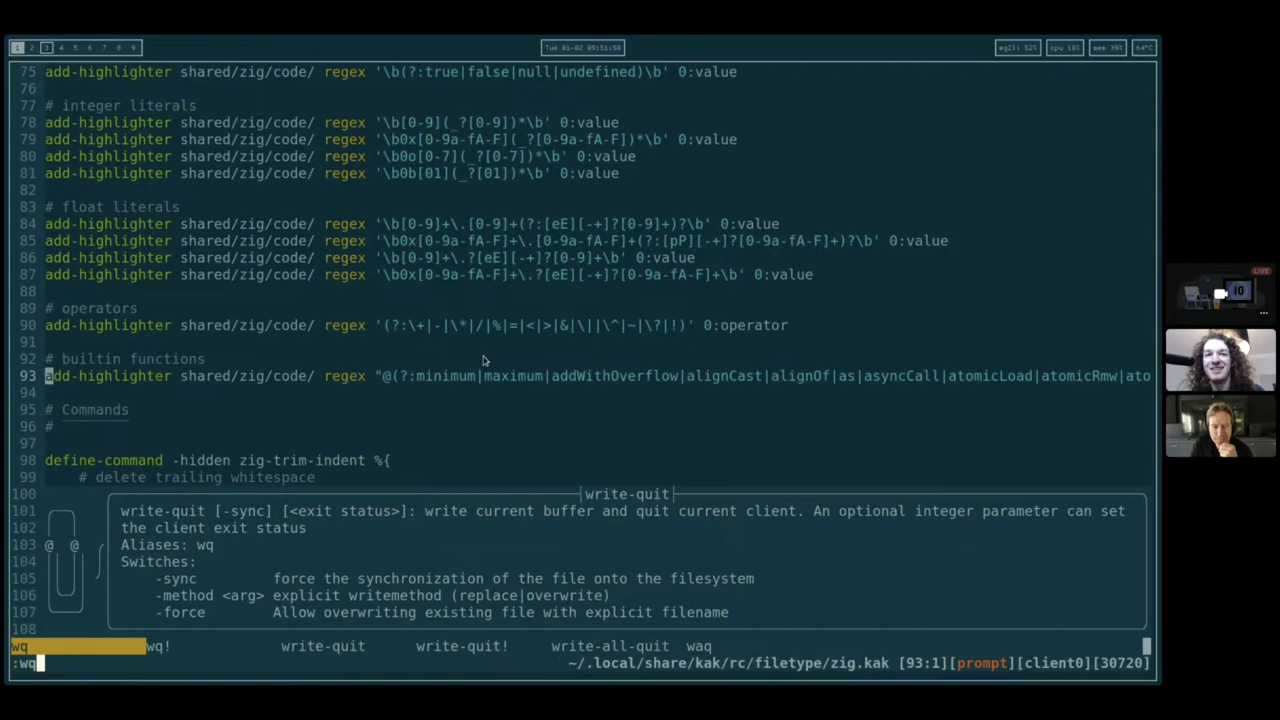 1 2 3 4 5 6 7 8 9
Tue 01-02 09:51:50
cpu 18%
mem 39%
64°C
75 add-highlighter shared/zig/code/ regex '\b(?:true|false|null|undefined)\b' 0:value
76
77 # integer literals
78 add-highlighter shared/zig/code/ regex '\b[0-9](_?[0-9])*\b' 0:value
79 add-highlighter shared/zig/code/ regex '\b0x[0-9a-fA-F](_?[0-9a-fA-F])*\b' 0:value
80 add-highlighter shared/zig/code/ regex '\b0o[0-7](_?[0-7])*\b' 0:value
81 add-highlighter shared/zig/code/ regex '\b0b[01](_?[01])*\b' 0:value
82
83 # float literals
84 add-highlighter shared/zig/code/ regex '\b[0-9]+\.[0-9]+(?:[eE][-+]?[0-9]+)?\b' 0:value
85 add-highlighter shared/zig/code/ regex '\b0x[0-9a-fA-F]+\.[0-9a-fA-F]+(?:[pP][-+]?[0-9a-fA-F]+)?\b' 0:value
86 add-highlighter shared/zig/code/ regex '\b[0-9]+\.?[eE][-+]?[0-9]+\b' 0:value
87 add-highlighter shared/zig/code/ regex '\b0x[0-9a-fA-F]+\.?[eE][-+]?[0-9a-fA-F]+\b' 0:value
88
89 # operators
90 add-highlighter shared/zig/code/ regex '(?:\+|-|\*|/|%|=|<|>|&|\||\^|~|\?|!)' 0:operator
91
92 # builtin functions
93 add-highlighter shared/zig/code/ regex "@(?:minimum|maximum|addWithOverflow|alignCast|alignOf|as|asyncCall|atomicLoad|atomicRmw|ato
94
95 # Commands
96 #
97
98 define-command -hidden zig-trim-indent %{
99 # delete trailing whitespace
100 write-quit
101 write-quit [-sync] [<exit status>]: write current buffer and quit current client. An optional integer parameter can set
102 the client exit status
103 @ @ Aliases: wq
104 Switches:
105 -sync force the synchronization of the file onto the filesystem
106 -method <arg> explicit writemethod (replace|overwrite)
107 -force Allow overwriting existing file with explicit filename
108
wq wq! write-quit write-quit! write-all-quit waq
:wq ~/.local/share/kak/rc/filetype/zig.kak [93:1][prompt][client0][30720]
LIVE
10